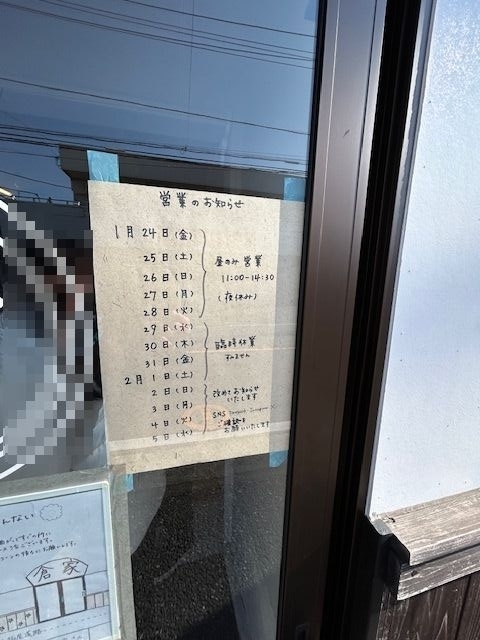 営業のお知らせ
1月24日(金)
25日(土)
26日(日)
27日(月)
28日(火)
昼のみ営業
11:00-14:30
(夜休み)
29日(水)
30日(木)
31日(金)
2月1日(土)
臨時休業
すみません
2日(日)
3日(月)
4日(火)
5日(水)
改めてお知らせ
いたします
SNS
ご確認を
お願いいたします
倉家